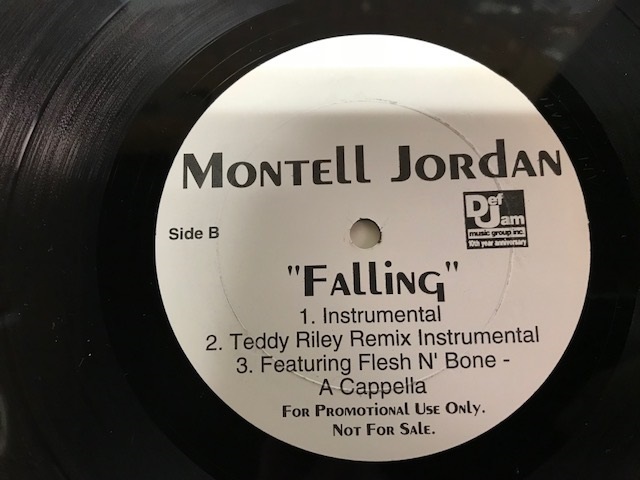 Montell Jordan
Side B
Def
Jam
music group inc.
10th year anniversary
"Falling"
1. Instrumental
2. Teddy Riley Remix Instrumental
3. Featuring Flesh N' Bone -
A Cappella
For Promotional Use Only.
Not For Sale.